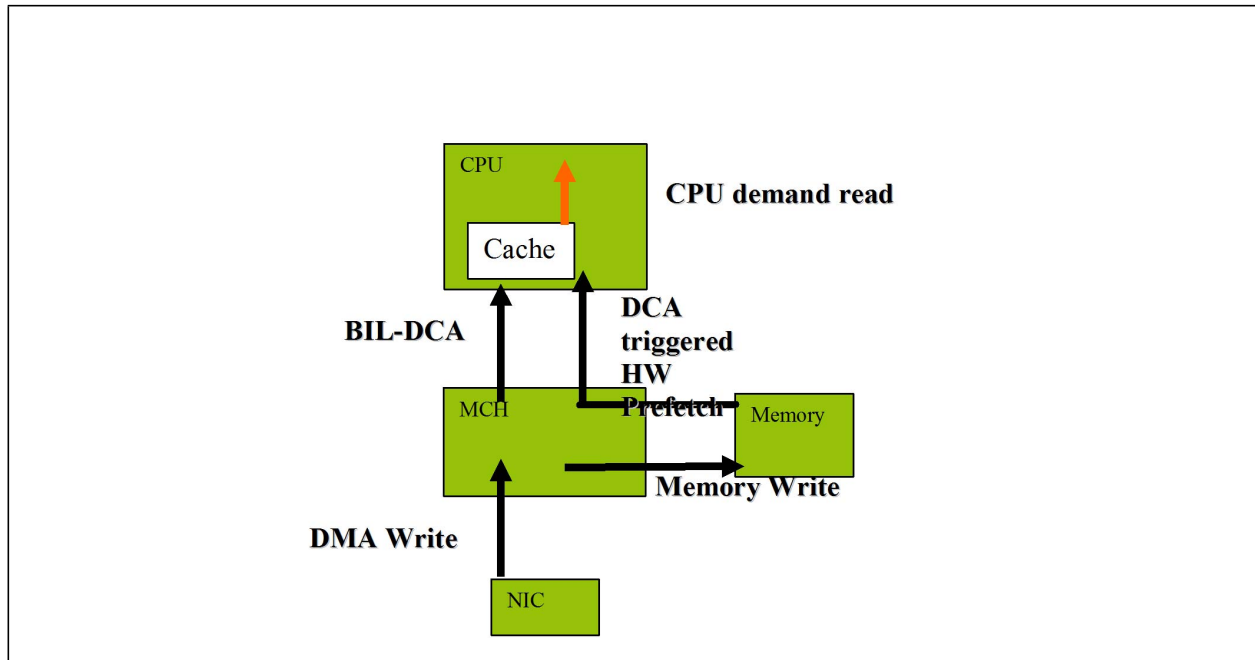 CPU
CPU demand read
Cache
BIL-DCA
DCA
triggered
HW
Prefetch
MCH
Memory
Memory Write
DMA Write
NIC